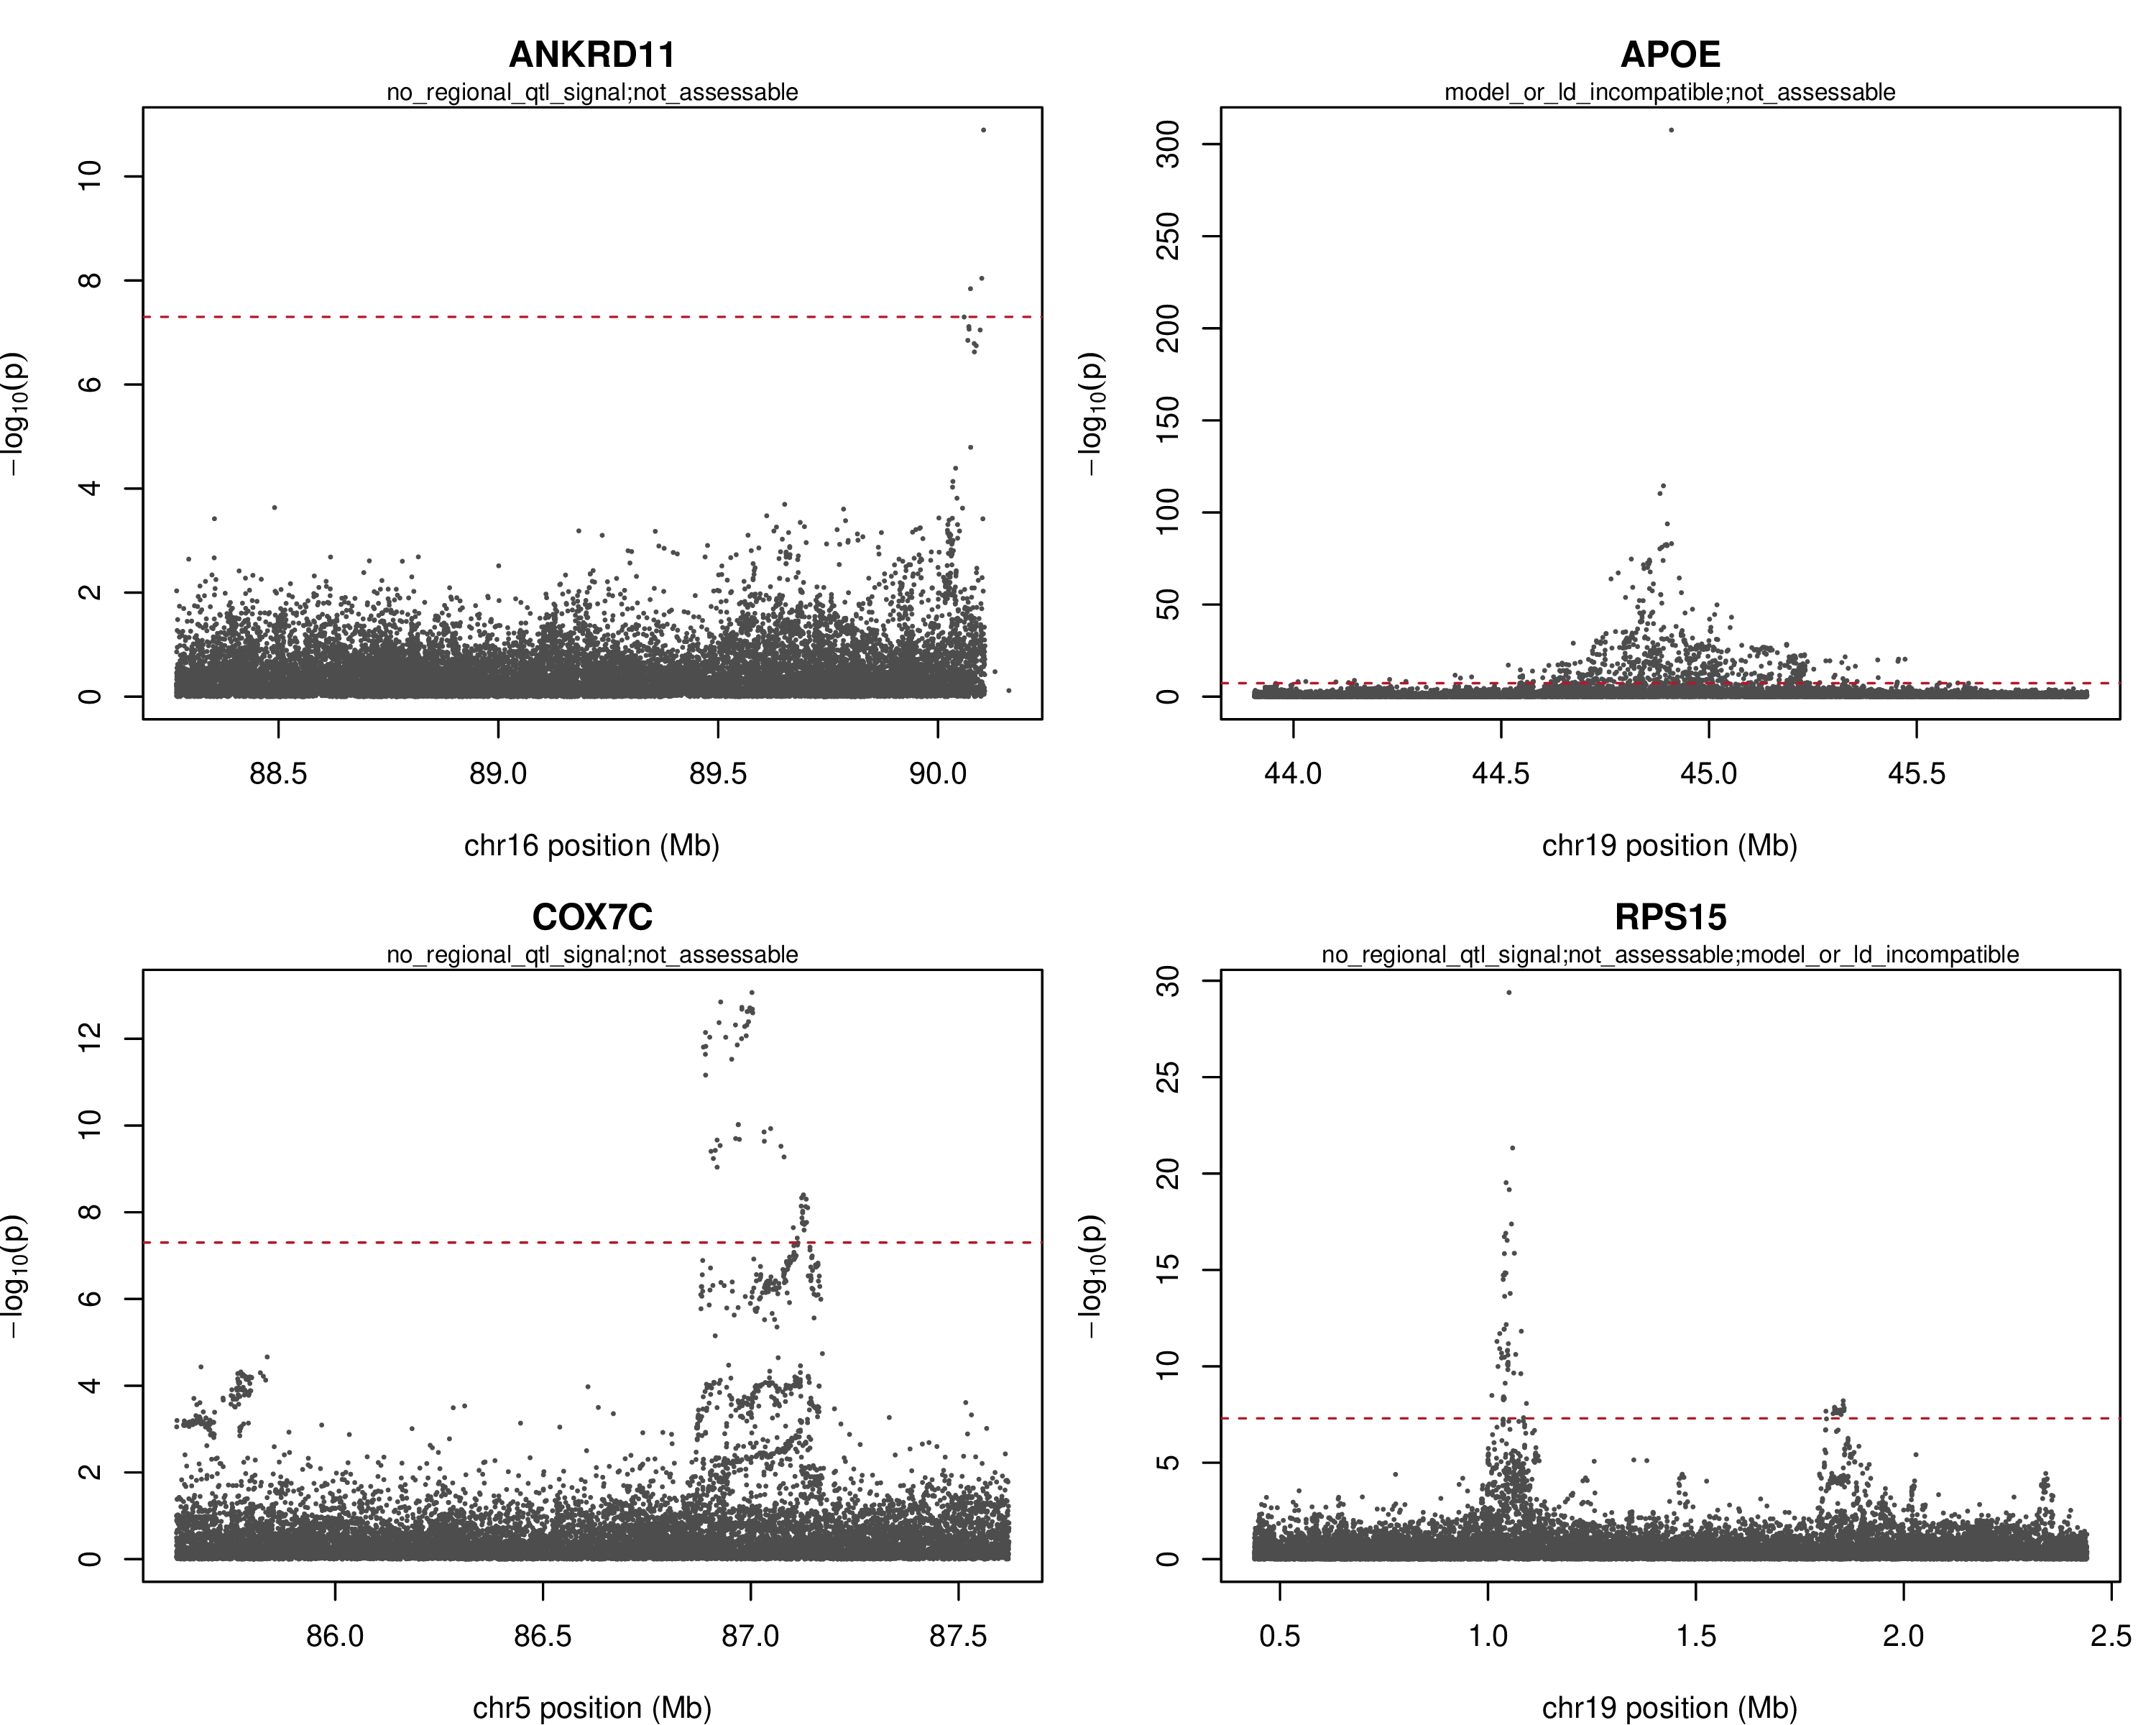 ANKRD11
no_regional_qtl_signal;not_assessable
−log10(p)
10
8
6
4
2
0
88.5 89.0 89.5 90.0
chr16 position (Mb)
APOE
model_or_ld_incompatible;not_assessable
−log10(p)
300
250
200
150
100
50
0
44.0 44.5 45.0 45.5
chr19 position (Mb)
COX7C
no_regional_qtl_signal;not_assessable
−log10(p)
12
10
8
6
4
2
0
86.0 86.5 87.0 87.5
chr5 position (Mb)
RPS15
no_regional_qtl_signal;not_assessable;model_or_ld_incompatible
−log10(p)
30
25
20
15
10
5
0
0.5 1.0 1.5 2.0 2.5
chr19 position (Mb)